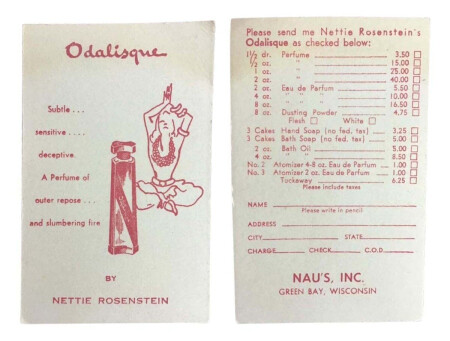 Odalisque
Subtle . . .
sensitive . . . .
deceptive.
A Perfume of
outer repose . . .
and slumbering fire
BY
NETTIE ROSENSTEIN
Please send me Nettie Rosenstein's
Odalisque as checked below:
1½ dr. Perfume 3.50
½ oz. " " 15.00
1 oz. " " 25.00
2 oz. " " 40.00
2 oz. Eau de Parfum 5.50
4 oz. " " " 10.00
8 oz. " " " 16.50
8 oz. Dusting Powder 4.75
Flesh White
3 Cakes Hand Soap (no fed. tax) 3.25
3 Cakes Bath Soap (no fed. tax) 5.00
2 oz. Bath Oil 5.00
4 oz. " " 8.50
No. 2 Atomizer 4-8 oz. Eau de Parfum 1.00
No. 3 Atomizer 2 oz. Eau de Parfum 1.00
Tuckaway 6.25
Please include taxes
NAME
Please write in pencil
ADDRESS
CITY STATE
CHARGE CHECK C.O.D.
NAU'S, INC.
GREEN BAY, WISCONSIN